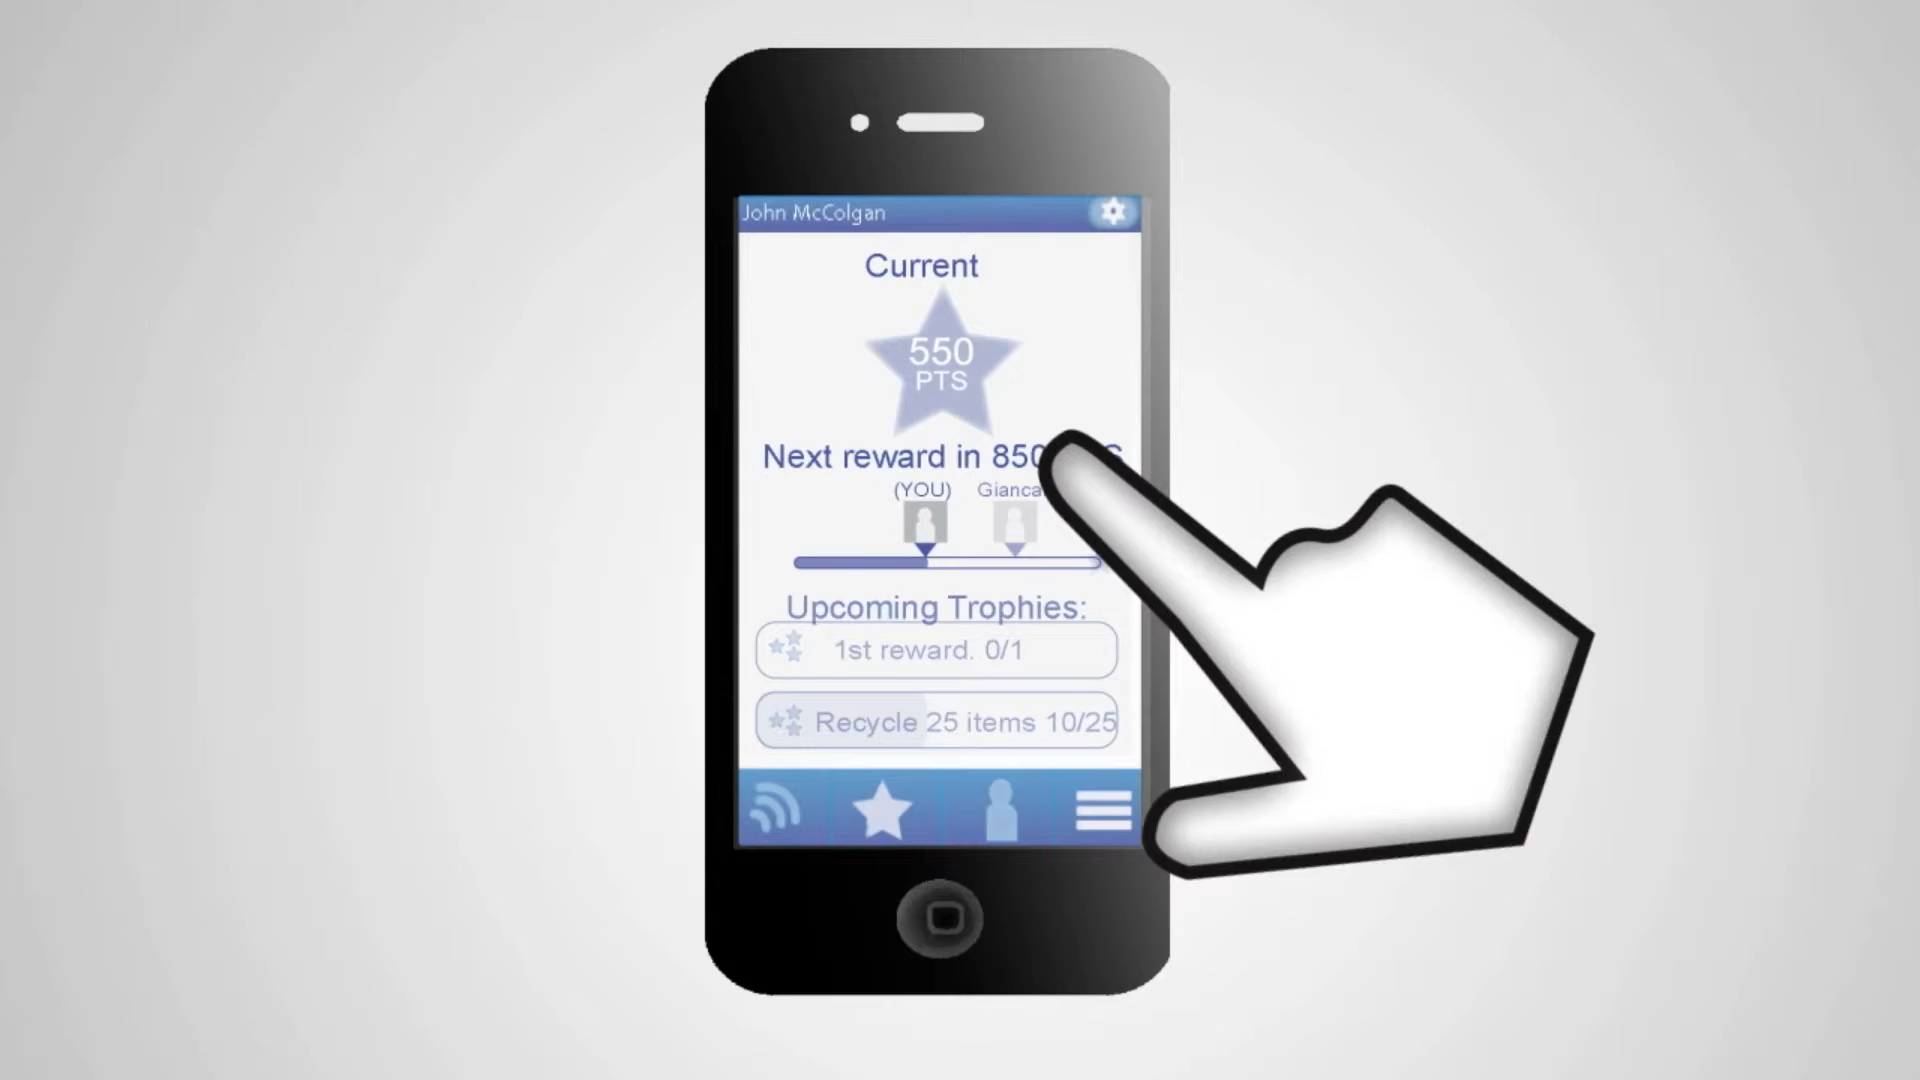 John McColgan
Current
550
PTS
Next reward in 850
(YOU)
Upcoming Trophies:
1st reward. 0/1
Recycle 25 items 10/25